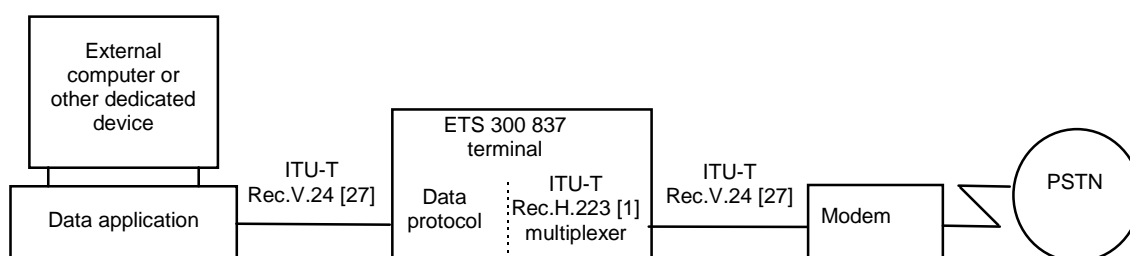 External
computer or
other dedicated
device
Data application
ITU-T
Rec.V.24 [27]
ETS 300 837
terminal
Data
protocol
ITU-T
Rec.H.223 [1]
multiplexer
ITU-T
Rec.V.24 [27]
Modem
PSTN